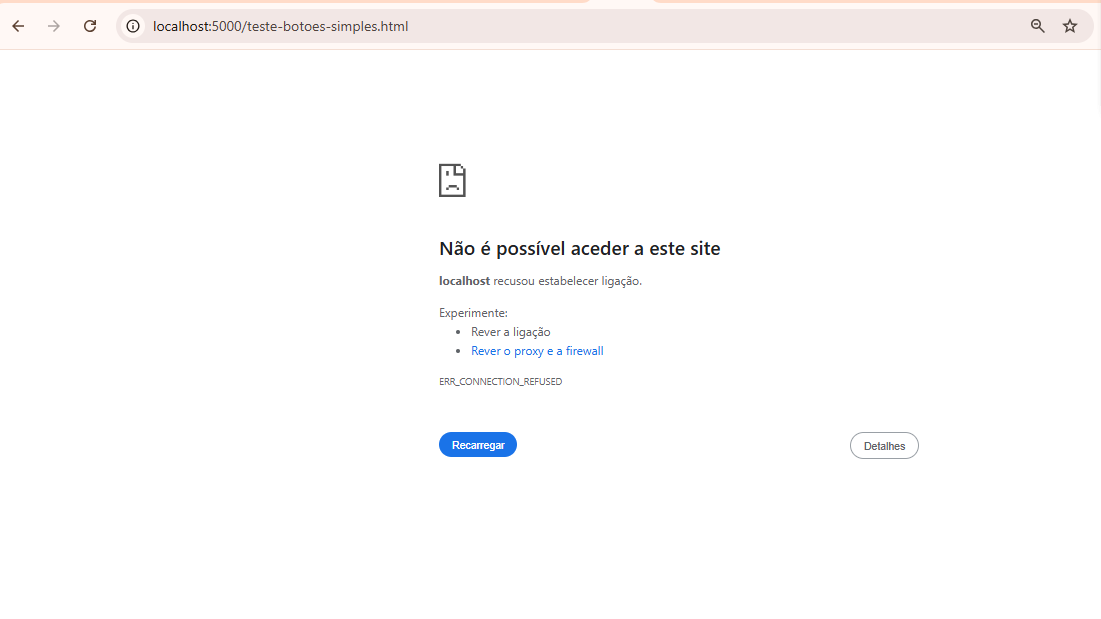 localhost:5000/teste-botoes-simples.html
Não é possível aceder a este site
localhost recusou estabelecer ligação.
Experimente:
• Rever a ligação
• Rever o proxy e a firewall
ERR_CONNECTION_REFUSED
Recarregar
Detalhes